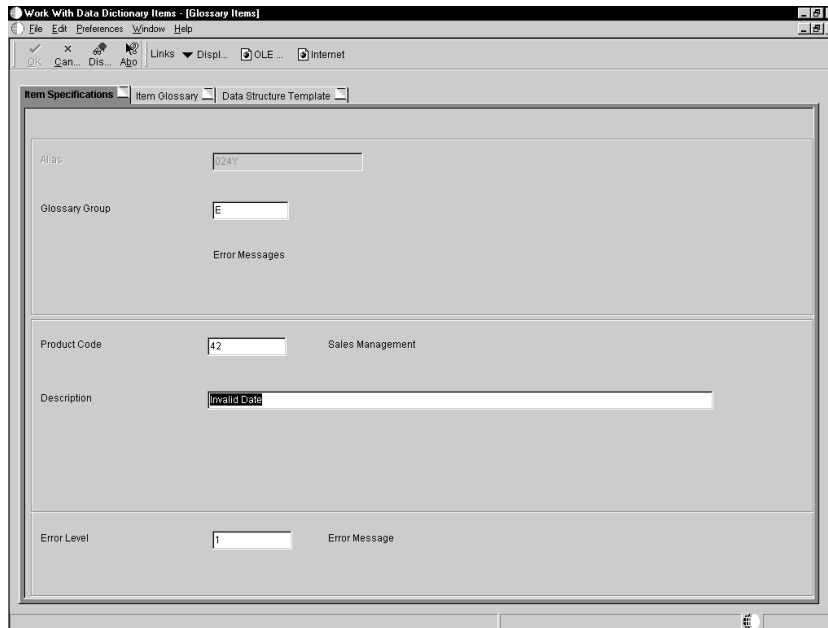 Work With Data Dictionary Items - [Glossary Items]
File Edit Preferences Window Help
OK Can... Dis... Abo Links Displ... OLE ... Internet
Item Specifications Item Glossary Data Structure Template
Alias 024Y
Glossary Group E
Error Messages
Product Code 42 Sales Management
Description Invalid Date
Error Level 1 Error Message